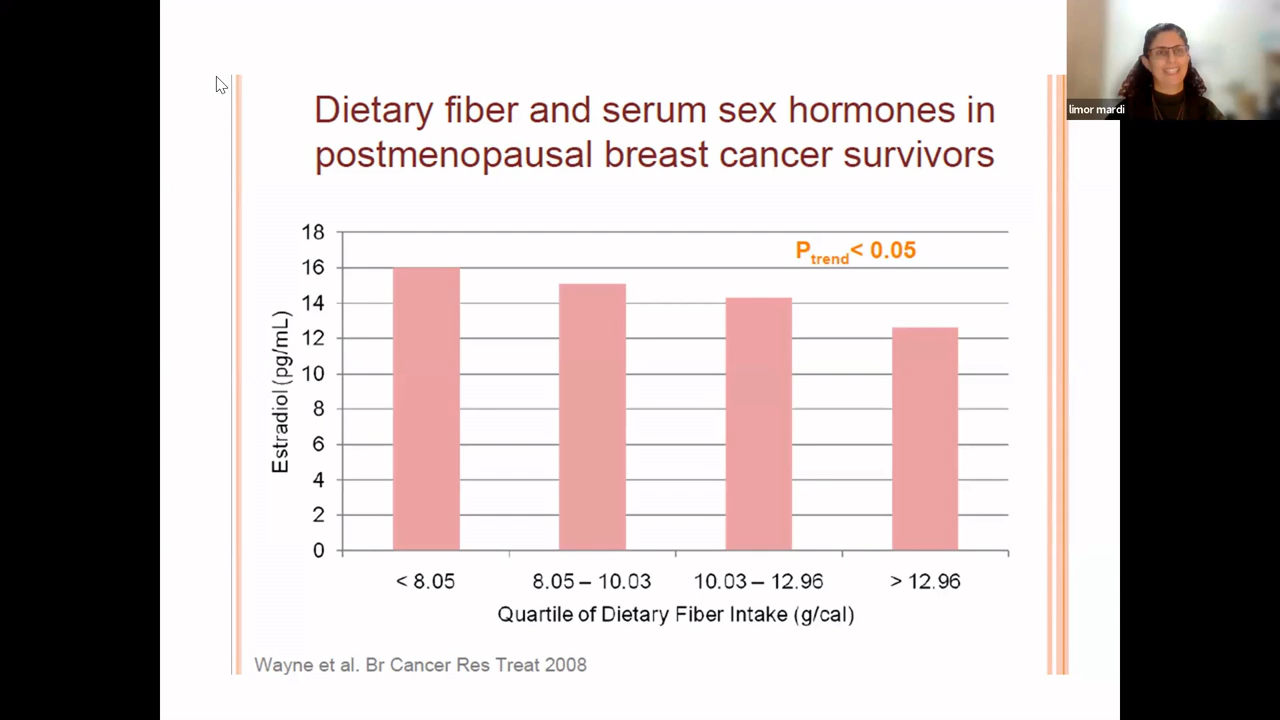 Dietary fiber and serum sex hormones in
postmenopausal breast cancer survivors
limor mardi
P trend < 0.05
Estradiol (pg/mL)
18
16
14
12
10
8
6
4
2
0
< 8.05
8.05 – 10.03
10.03 – 12.96
> 12.96
Quartile of Dietary Fiber Intake (g/cal)
Wayne et al. Br Cancer Res Treat 2008